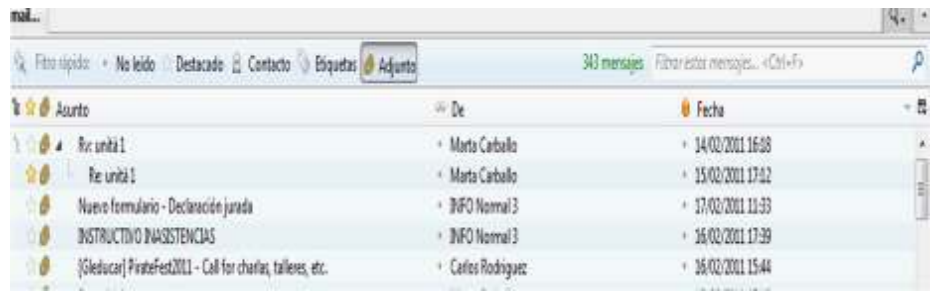 mail...
Filtro rápido: No leído Destacado Contacto Etiquetas Adjunto 343 mensajes Filtrar estos mensajes... <Ctrl+F>
Asunto De Fecha
Rv: unità 1 Marta Carballo 14/02/2011 16:18
Re: unità 1 Marta Carballo 15/02/2011 17:12
Nuevo formulario - Declaración jurada INFO Normal 3 17/02/2011 11:33
INSTRUCTIVO INASISTENCIAS INFO Normal 3 16/02/2011 17:39
[Gleducar] PirateFest2011 - Call for charlas, talleres, etc. Carlos Rodriguez 16/02/2011 15:44